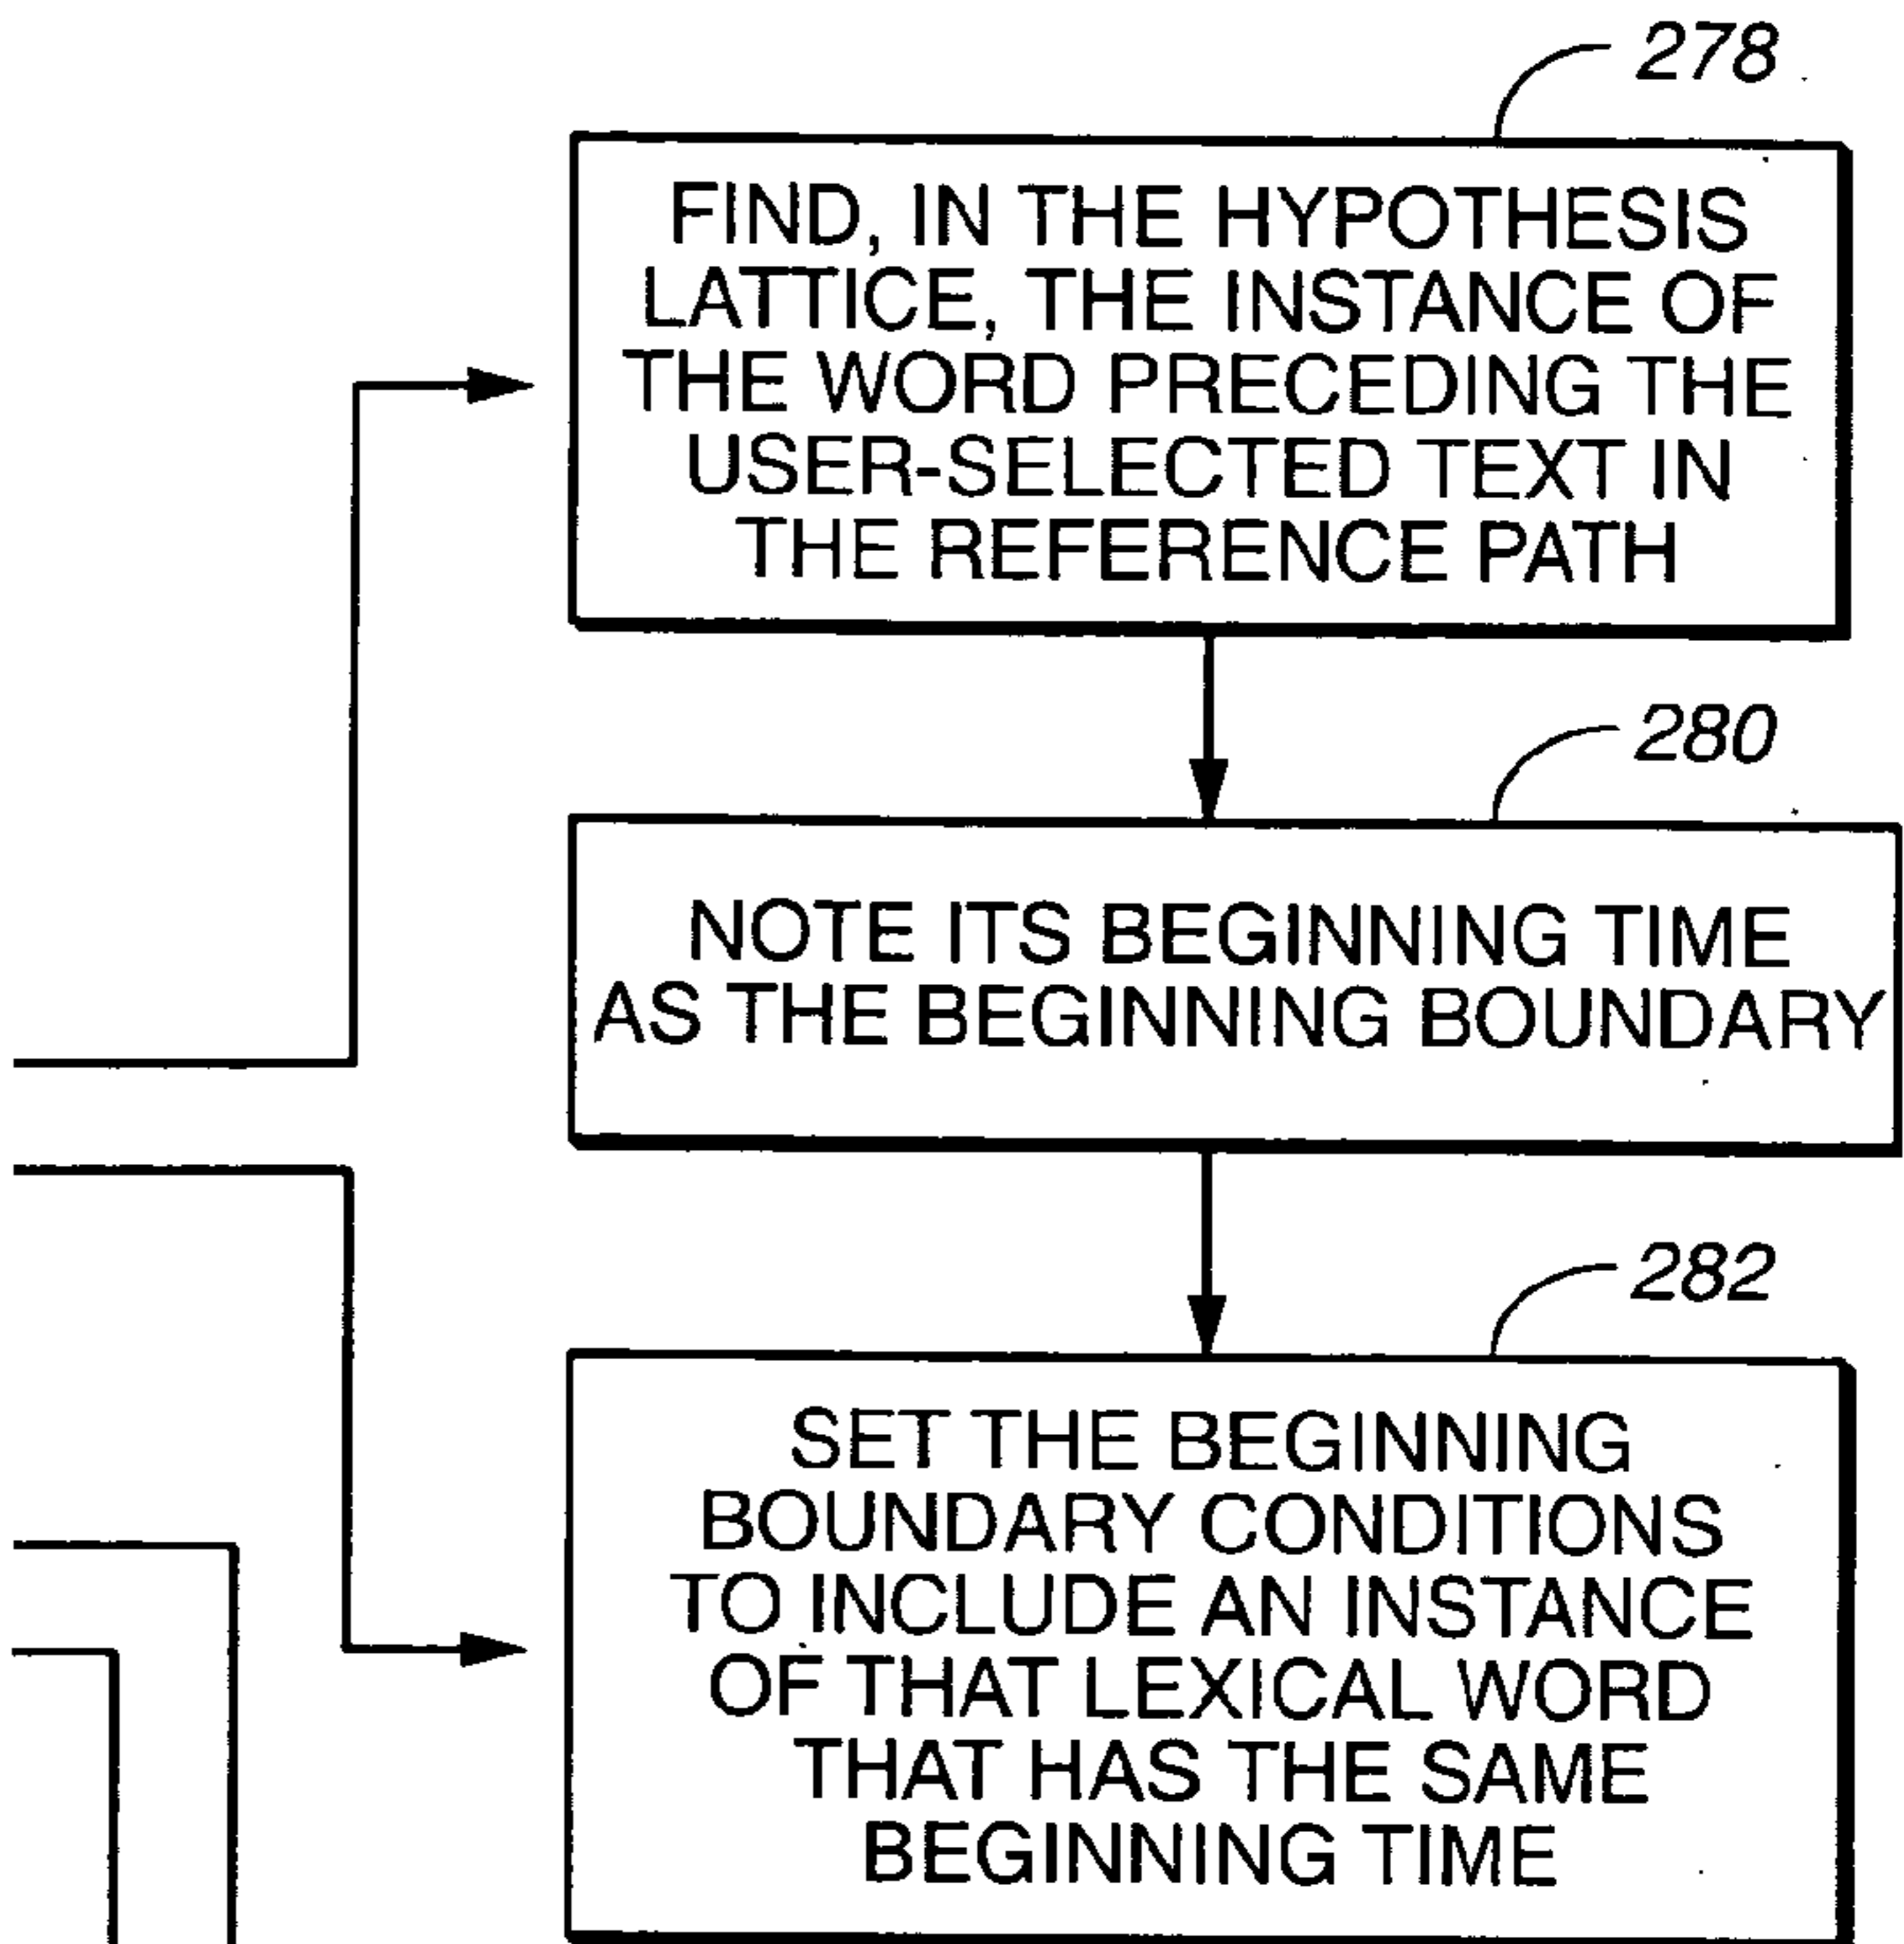 278
FIND, IN THE HYPOTHESIS
LATTICE, THE INSTANCE OF
THE WORD PRECEDING THE
USER-SELECTED TEXT IN
THE REFERENCE PATH
280
NOTE ITS BEGINNING TIME
AS THE BEGINNING BOUNDARY
282
SET THE BEGINNING
BOUNDARY CONDITIONS
TO INCLUDE AN INSTANCE
OF THAT LEXICAL WORD
THAT HAS THE SAME
BEGINNING TIME